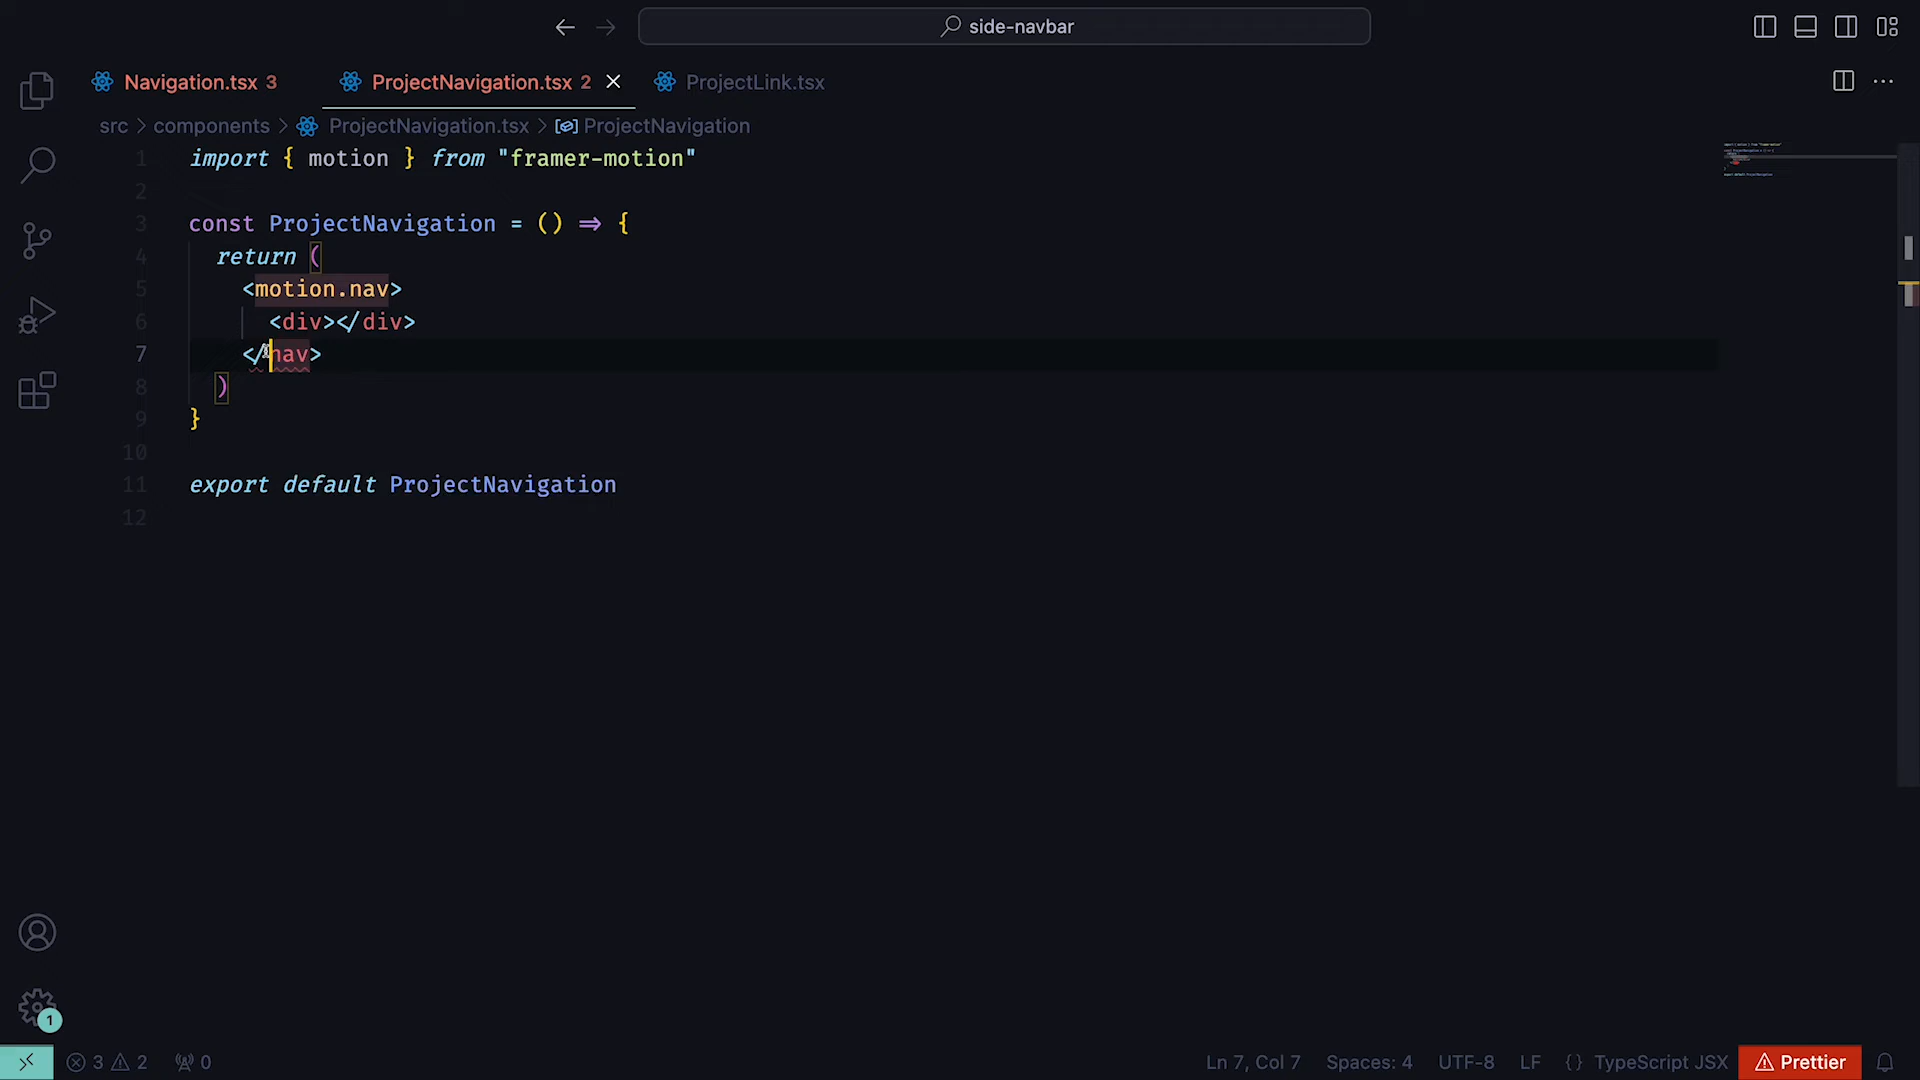 side-navbar
Navigation.tsx 3
ProjectNavigation.tsx 2
ProjectLink.tsx
src > components > ProjectNavigation.tsx > ProjectNavigation
1 import { motion } from "framer-motion"
2
3 const ProjectNavigation = () => {
4 return (
5 <motion.nav>
6 <div></div>
7 </nav>
8 )
9 }
10
11 export default ProjectNavigation
12
1
3 2 0 Ln 7, Col 7 Spaces: 4 UTF-8 LF {} TypeScript JSX Prettier